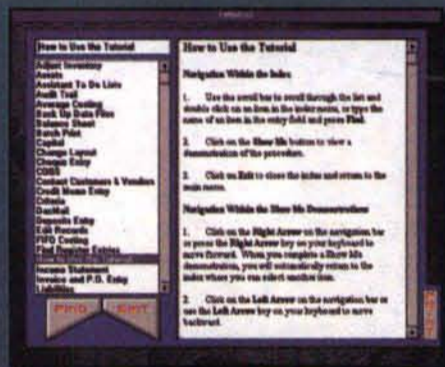 How to Use the Tutorial
Adjust Inventory
Assets
Assistant To Do Lists
Audit Trail
Average Costing
Back Up Data Files
Balance Sheet
Batch Print
Capital
Change Layout
Charges Entry
COGS
Contact Customers & Vendors
Credit Memo Entry
Criteria
Deposits Entry
Edit Records
FIFO Costing
Find Register Entries
Income Statement
Invoice and P.O. Entry
Liabilities
FIND
EXIT
How to Use the Tutorial
Navigation Within the Index
1. Use the scroll bar to scroll through the list and
double click on an item in the index menu, or type the
name of an item in the entry field and press Find.
2. Click on the Show Me button to view a
demonstration of the procedure.
3. Click on Exit to close the index and return to the
main menu.
Navigation Within the Show Me Demonstrations
1. Click on the Right Arrow on the navigation bar
or press the Right Arrow key on your keyboard to
move forward. When you complete a Show Me
demonstration, you will automatically return to the
index where you can select another item.
2. Click on the Left Arrow on the navigation bar or
use the Left Arrow key on your keyboard to move
backward.